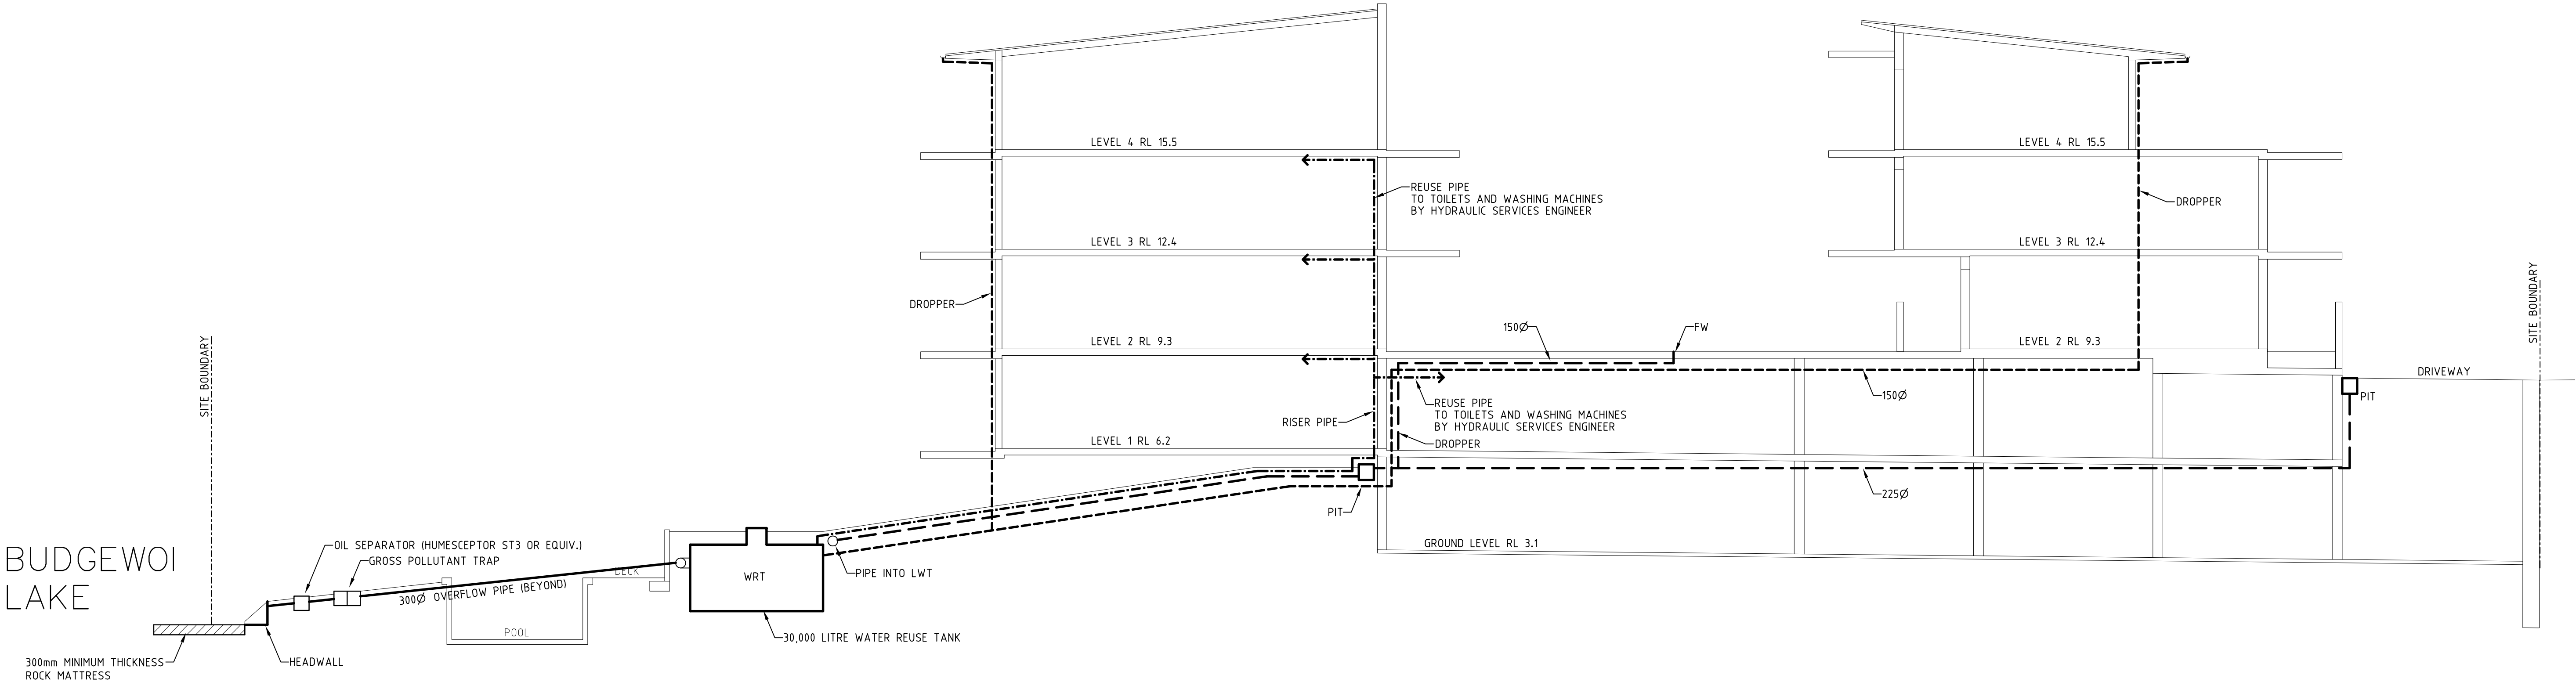 LEVEL 4 RL 15.5
LEVEL 4 RL 15.5
REUSE PIPE
TO TOILETS AND WASHING MACHINES
BY HYDRAULIC SERVICES ENGINEER
DROPPER
LEVEL 3 RL 12.4
LEVEL 3 RL 12.4
DROPPER
SITE BOUNDARY
SITE BOUNDARY
150Ø
FW
LEVEL 2 RL 9.3
LEVEL 2 RL 9.3
DRIVEWAY
150Ø
PIT
REUSE PIPE
TO TOILETS AND WASHING MACHINES
BY HYDRAULIC SERVICES ENGINEER
RISER PIPE
DROPPER
LEVEL 1 RL 6.2
225Ø
PIT
GROUND LEVEL RL 3.1
BUDGEWOI
LAKE
OIL SEPARATOR (HUMESCEPTOR ST3 OR EQUIV.)
GROSS POLLUTANT TRAP
DECK
300Ø OVERFLOW PIPE (BEYOND)
WRT
PIPE INTO LWT
POOL
30,000 LITRE WATER REUSE TANK
HEADWALL
300mm MINIMUM THICKNESS
ROCK MATTRESS